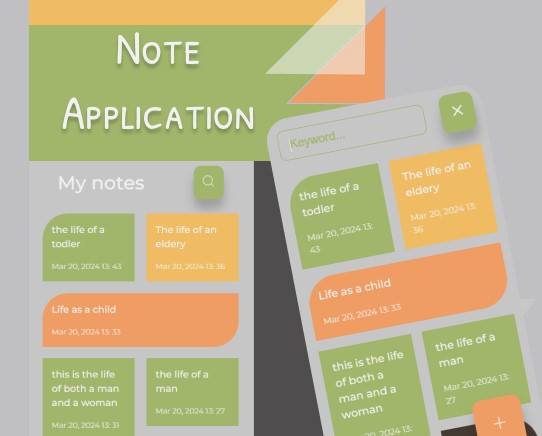 Note
Application
My notes
the life of a
todler
Mar 20, 2024 13: 43
The life of an
eldery
Mar 20, 2024 13: 36
Life as a child
Mar 20, 2024 13: 33
this is the life
of both a man
and a woman
Mar 20, 2024 13: 31
the life of a
man
Mar 20, 2024 13: 27
Keyword...
the life of a
todler
Mar 20, 2024 13:
43
The life of an
eldery
Mar 20, 2024 13:
36
Life as a child
Mar 20, 2024 13: 33
this is the life
of both a
man and a
woman
the life of a
man
Mar 20, 2024 13:
27